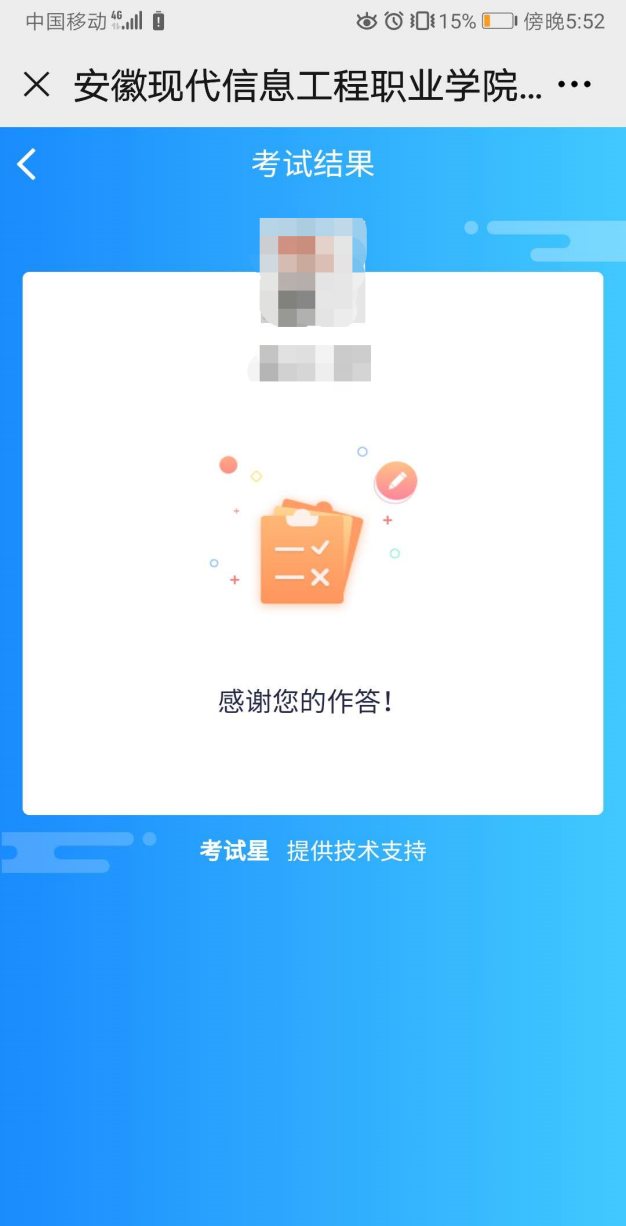 中国移动 4G 15% 傍晚5:52
安徽现代信息工程职业学院...
考试结果
感谢您的作答！
考试星 提供技术支持